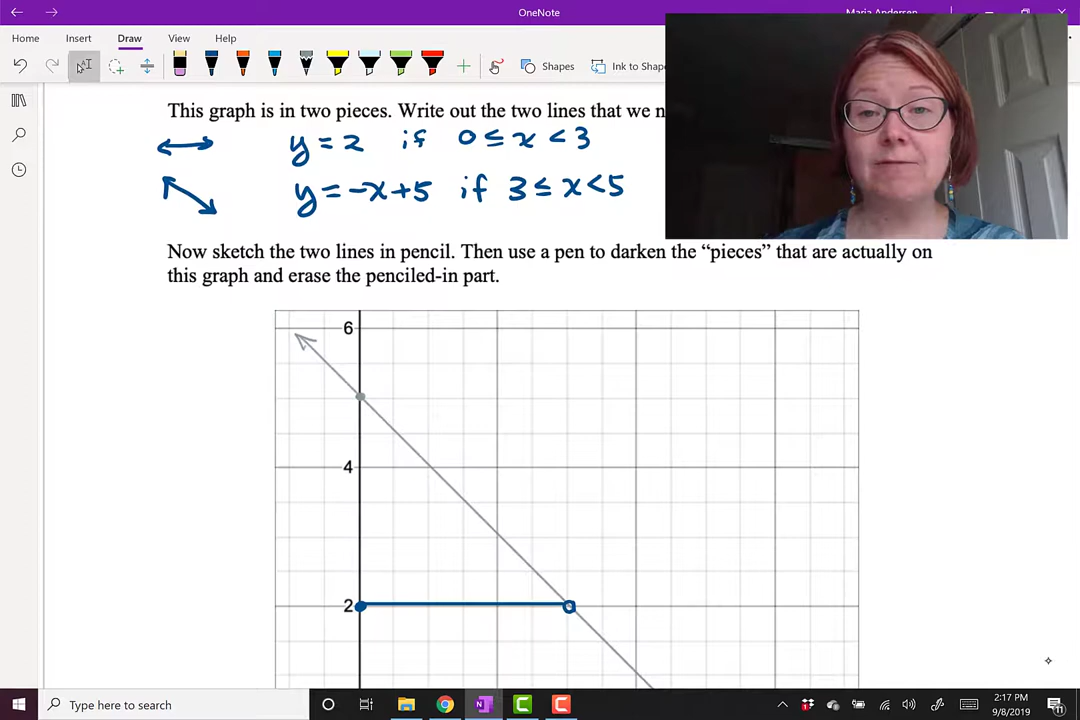 OneNote
Maria Andersen
Home Insert Draw View Help
Shapes Ink to Shape
This graph is in two pieces. Write out the two lines that we n
y = 2 if 0 ≤ x < 3
y = -x + 5 if 3 ≤ x < 5
Now sketch the two lines in pencil. Then use a pen to darken the “pieces” that are actually on
this graph and erase the penciled-in part.
6
4
2
Type here to search
2:17 PM
9/8/2019
11